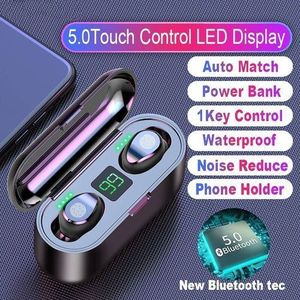 5.0Touch Control LED Display
Auto Match
Power Bank
1Key Control
Waterproof
Noise Reduce
Phone Holder
99
5.0
Bluetooth
New Bluetooth tec